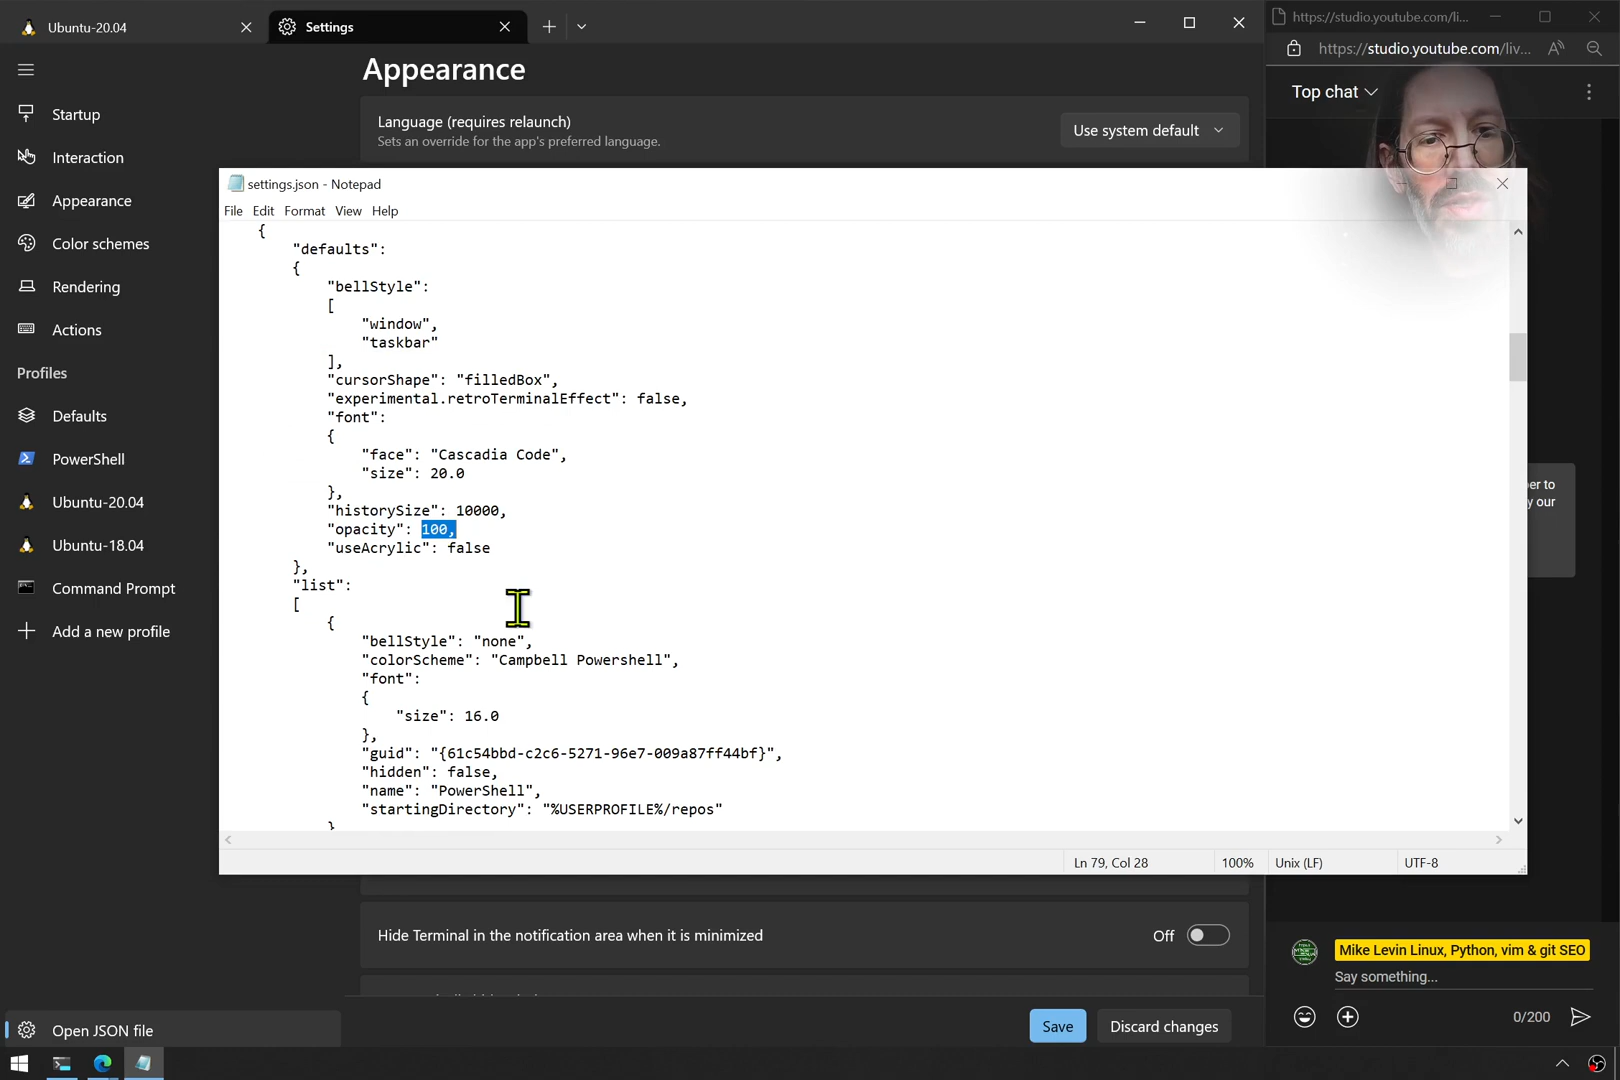 Ubuntu-20.04
Settings
https://studio.youtube.com/li...
https://studio.youtube.com/liv...
Startup
Interaction
Appearance
Color schemes
Rendering
Actions
Profiles
Defaults
PowerShell
Ubuntu-20.04
Ubuntu-18.04
Command Prompt
Add a new profile
Open JSON file
Appearance
Language (requires relaunch)
Sets an override for the app's preferred language.
Use system default
settings.json - Notepad
File Edit Format View Help
{
"defaults":
{
"bellStyle":
[
"window",
"taskbar"
],
"cursorShape": "filledBox",
"experimental.retroTerminalEffect": false,
"font":
{
"face": "Cascadia Code",
"size": 20.0
},
"historySize": 10000,
"opacity": 100,
"useAcrylic": false
},
"list":
[
{
"bellStyle": "none",
"colorScheme": "Campbell Powershell",
"font":
{
"size": 16.0
},
"guid": "{61c54bbd-c2c6-5271-96e7-009a87ff44bf}",
"hidden": false,
"name": "PowerShell",
"startingDirectory": "%USERPROFILE%/repos"
}
Ln 79, Col 28
100%
Unix (LF)
UTF-8
Hide Terminal in the notification area when it is minimized
Off
Save
Discard changes
Top chat
to
our
Mike Levin Linux, Python, vim & git SEO
Say something...
0/200